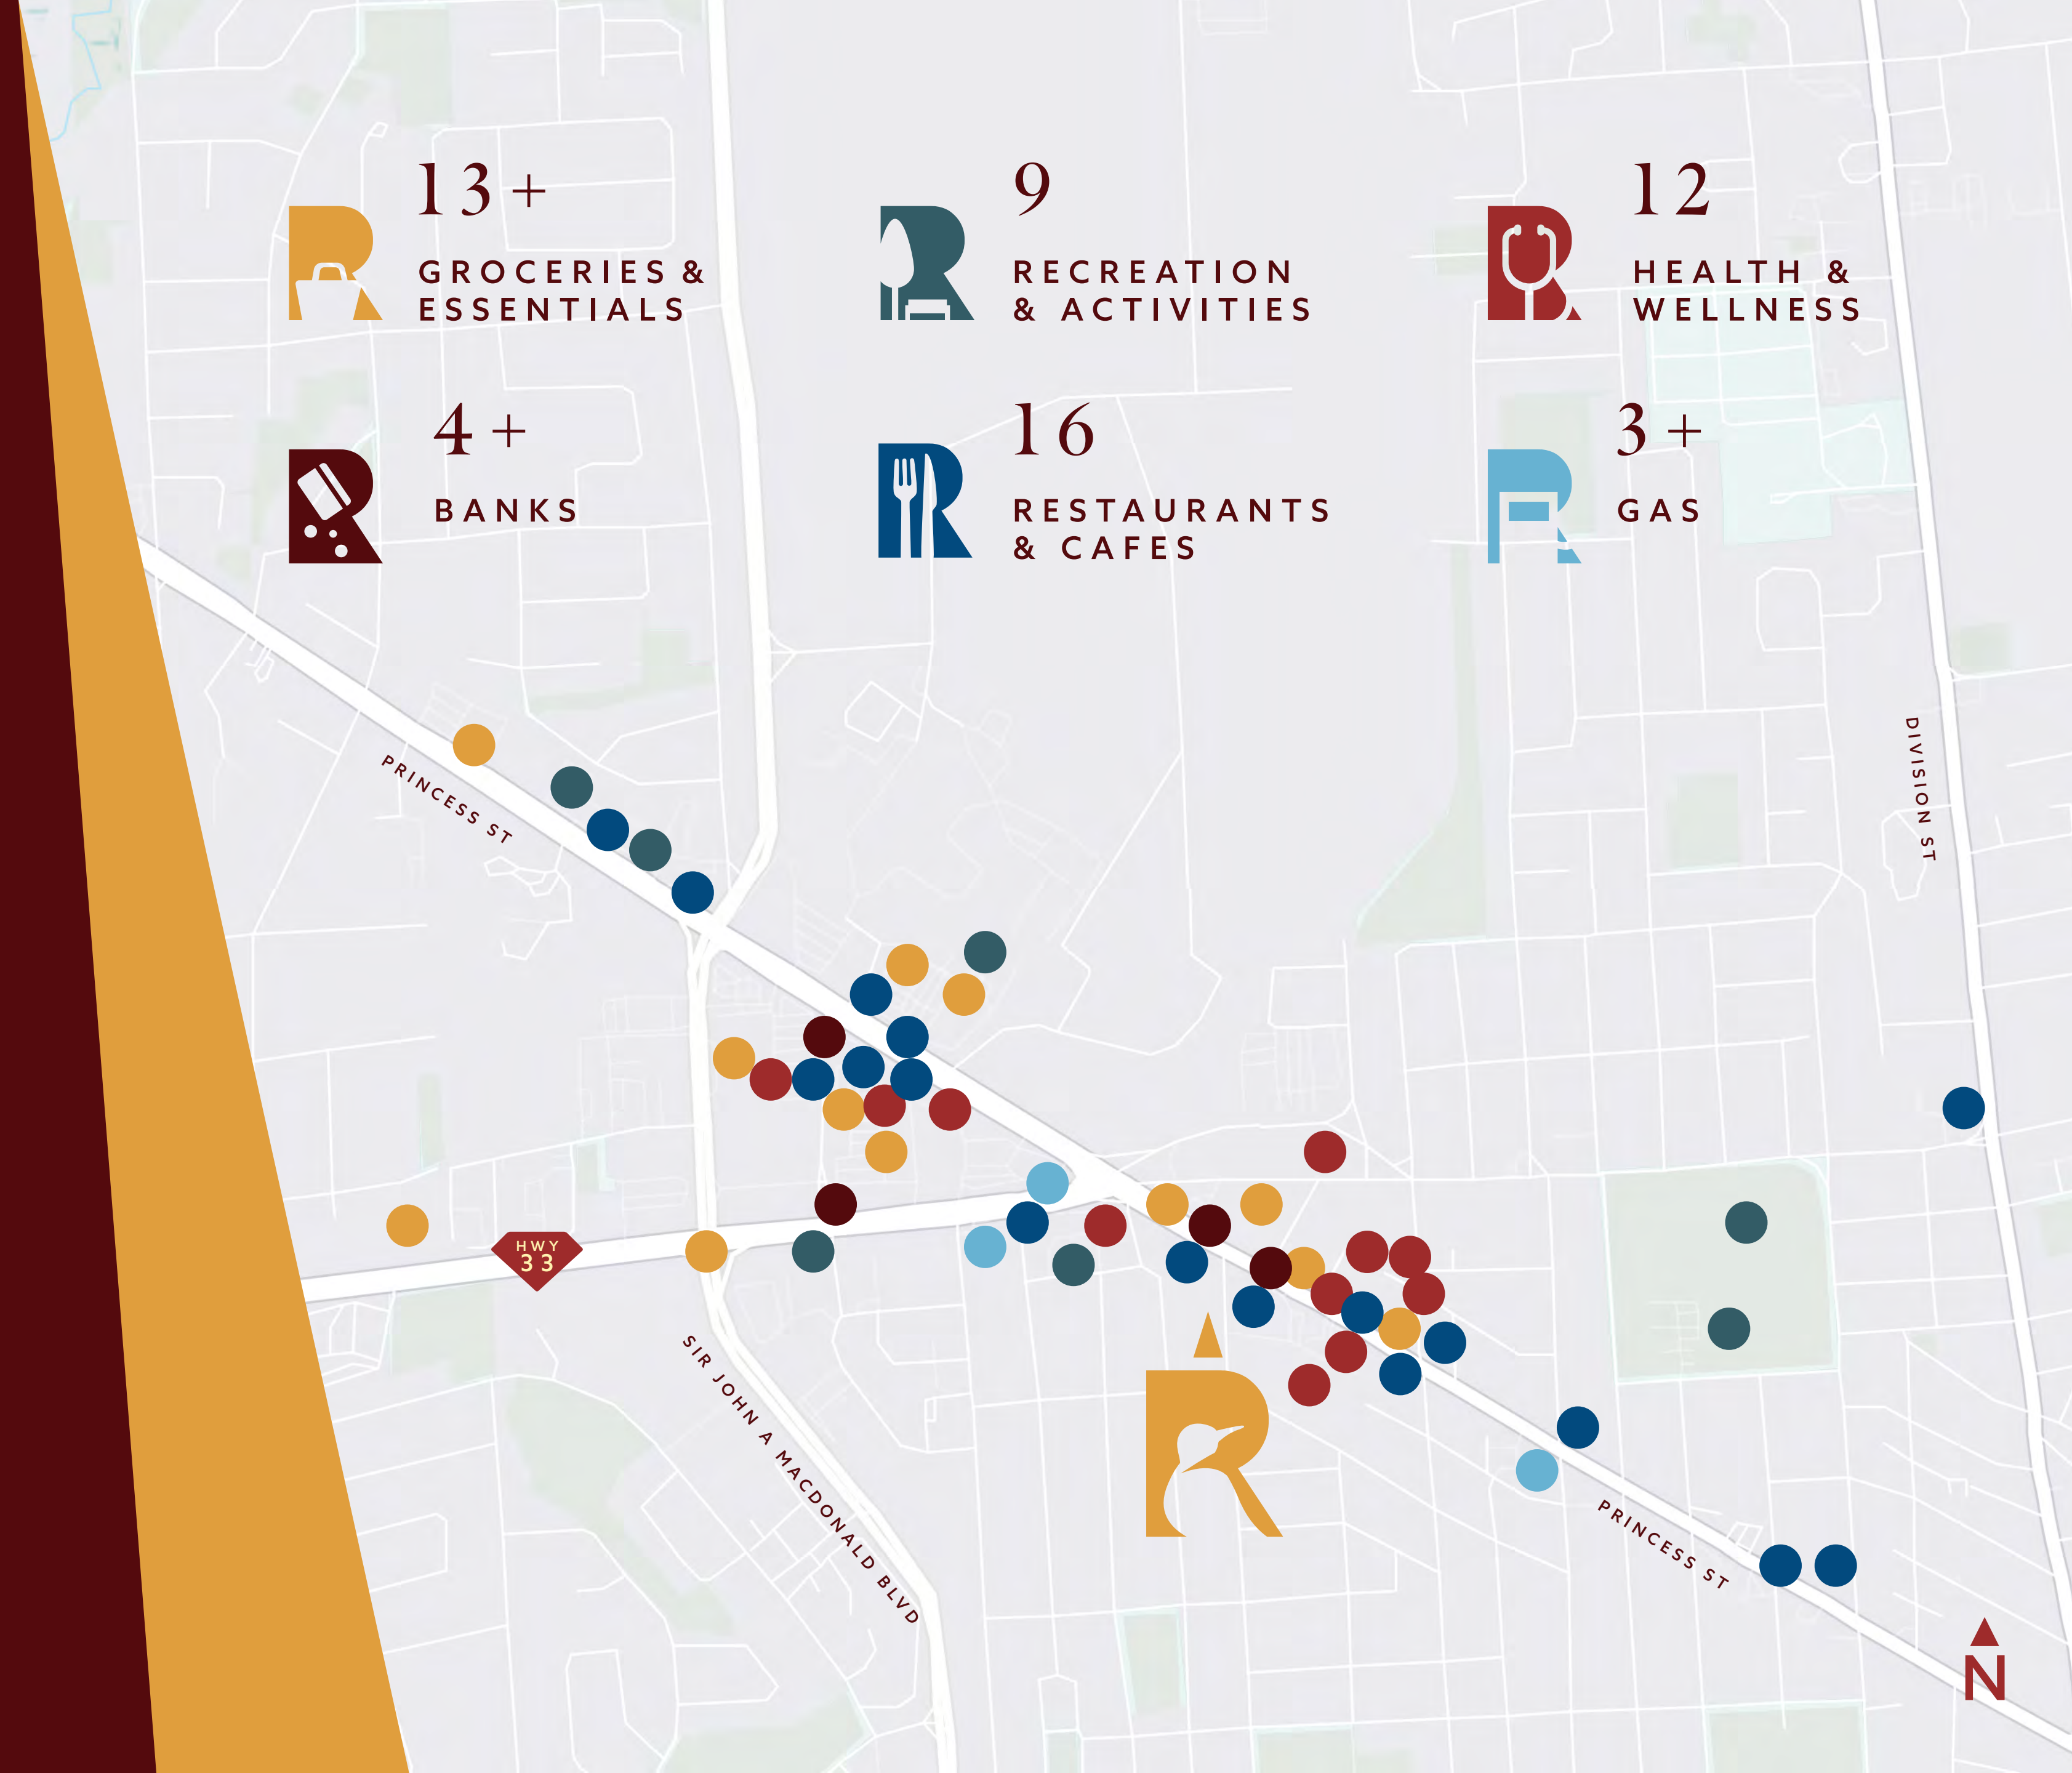 13 +
GROCERIES &
ESSENTIALS
9
RECREATION
& ACTIVITIES
12
HEALTH &
WELLNESS
4 +
BANKS
16
RESTAURANTS
& CAFES
3 +
GAS
PRINCESS ST
DIVISION ST
HWY
33
SIR JOHN A MACDONALD BLVD
R
PRINCESS ST
N